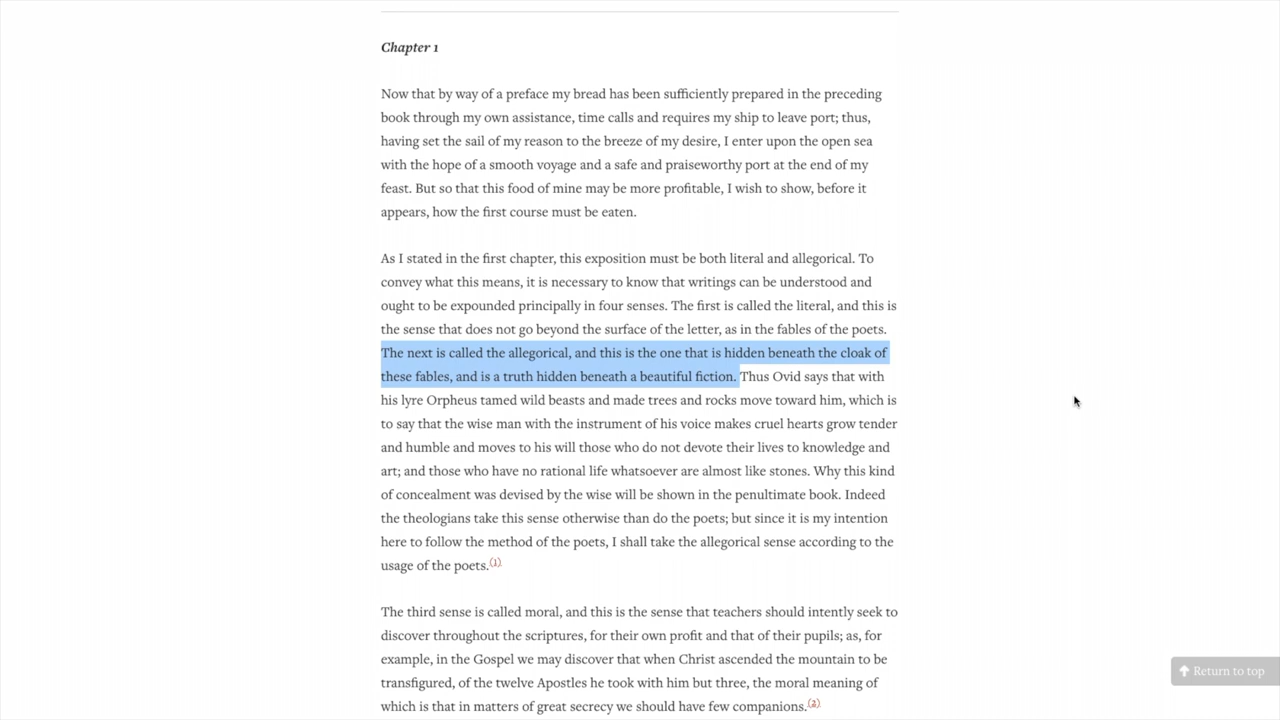 Chapter 1
Now that by way of a preface my bread has been sufficiently prepared in the preceding
book through my own assistance, time calls and requires my ship to leave port; thus,
having set the sail of my reason to the breeze of my desire, I enter upon the open sea
with the hope of a smooth voyage and a safe and praiseworthy port at the end of my
feast. But so that this food of mine may be more profitable, I wish to show, before it
appears, how the first course must be eaten.
As I stated in the first chapter, this exposition must be both literal and allegorical. To
convey what this means, it is necessary to know that writings can be understood and
ought to be expounded principally in four senses. The first is called the literal, and this is
the sense that does not go beyond the surface of the letter, as in the fables of the poets.
The next is called the allegorical, and this is the one that is hidden beneath the cloak of
these fables, and is a truth hidden beneath a beautiful fiction. Thus Ovid says that with
his lyre Orpheus tamed wild beasts and made trees and rocks move toward him, which is
to say that the wise man with the instrument of his voice makes cruel hearts grow tender
and humble and moves to his will those who do not devote their lives to knowledge and
art; and those who have no rational life whatsoever are almost like stones. Why this kind
of concealment was devised by the wise will be shown in the penultimate book. Indeed
the theologians take this sense otherwise than do the poets; but since it is my intention
here to follow the method of the poets, I shall take the allegorical sense according to the
usage of the poets.(1)
The third sense is called moral, and this is the sense that teachers should intently seek to
discover throughout the scriptures, for their own profit and that of their pupils; as, for
example, in the Gospel we may discover that when Christ ascended the mountain to be
transfigured, of the twelve Apostles he took with him but three, the moral meaning of
which is that in matters of great secrecy we should have few companions.(2)
Return to top